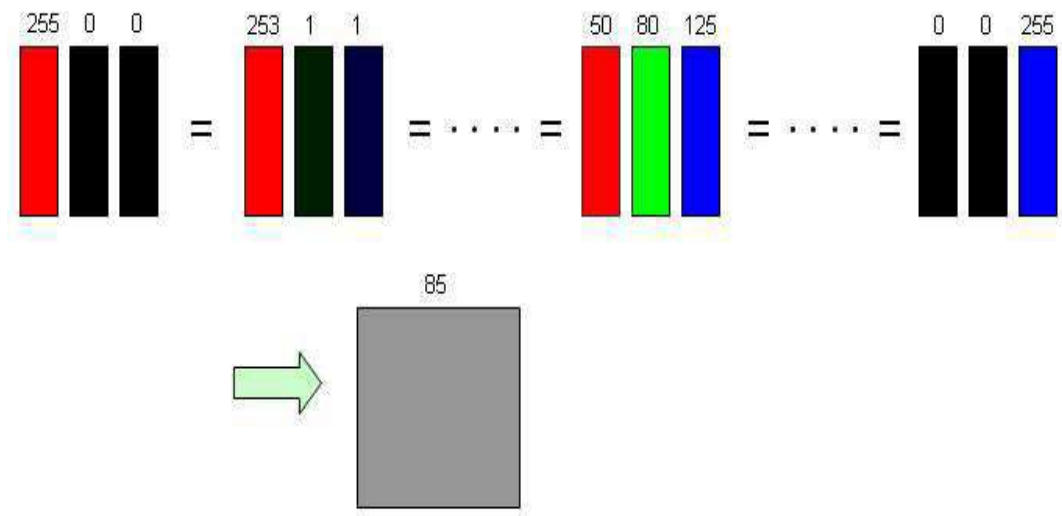 255 0 0 253 1 1 50 80 125 0 0 255
= = · · · · = = · · · · =
85